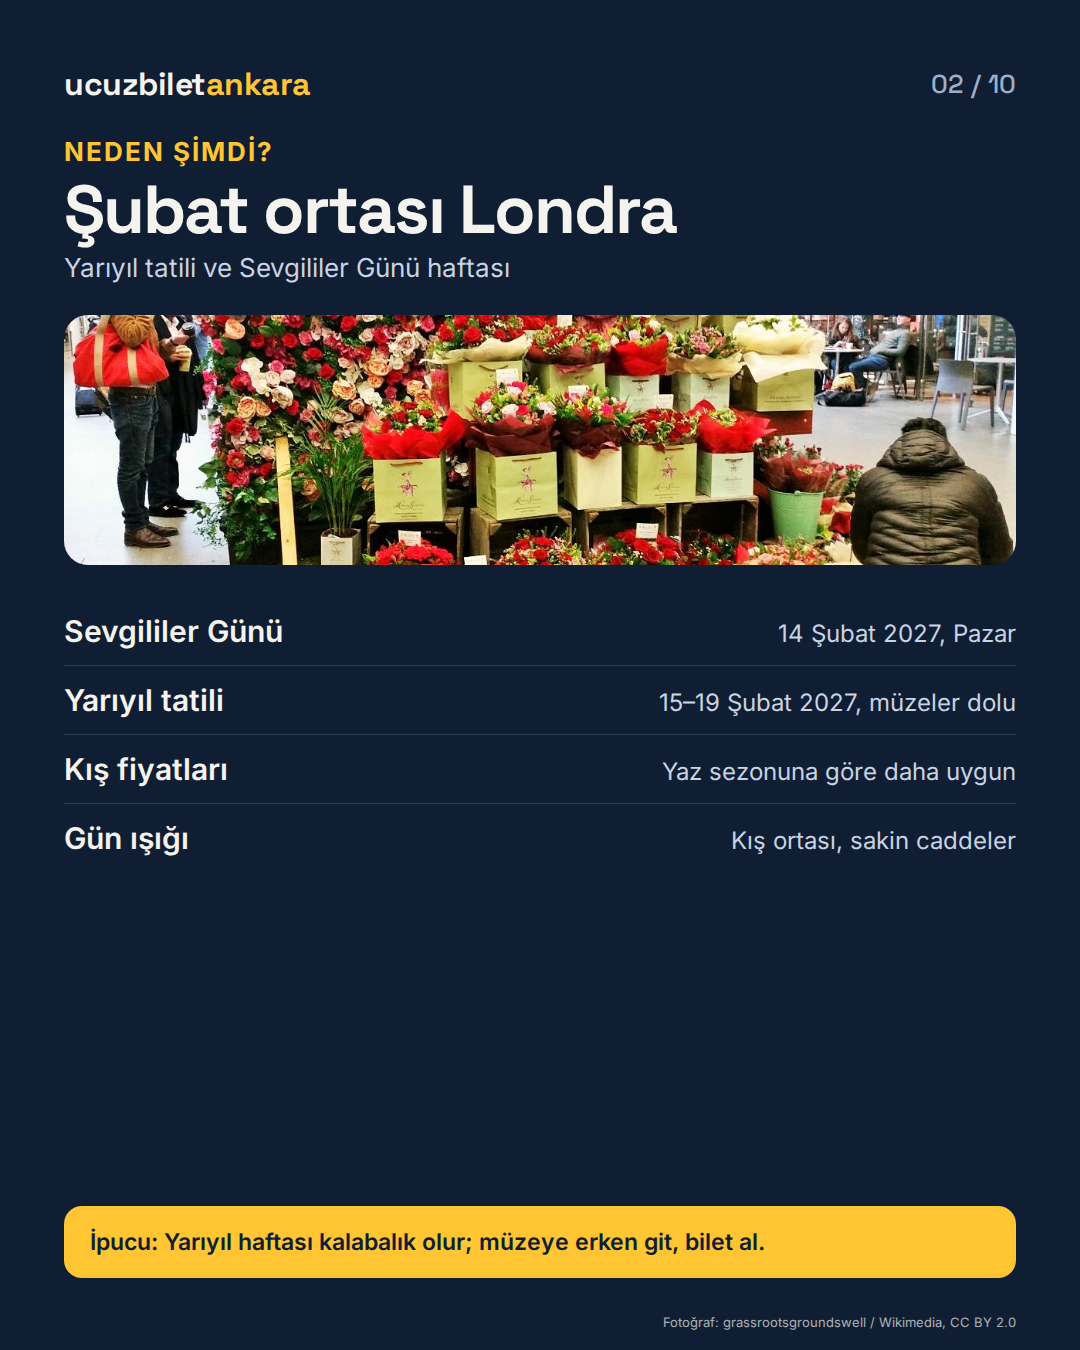 ucuzbiletankara
02 / 10
NEDEN ŞİMDİ?
Şubat ortası Londra
Yarıyıl tatili ve Sevgililer Günü haftası
Sevgililer Günü
14 Şubat 2027, Pazar
Yarıyıl tatili
15–19 Şubat 2027, müzeler dolu
Kış fiyatları
Yaz sezonuna göre daha uygun
Gün ışığı
Kış ortası, sakin caddeler
İpucu: Yarıyıl haftası kalabalık olur; müzeye erken git, bilet al.
Fotoğraf: grassrootsgroundswell / Wikimedia, CC BY 2.0